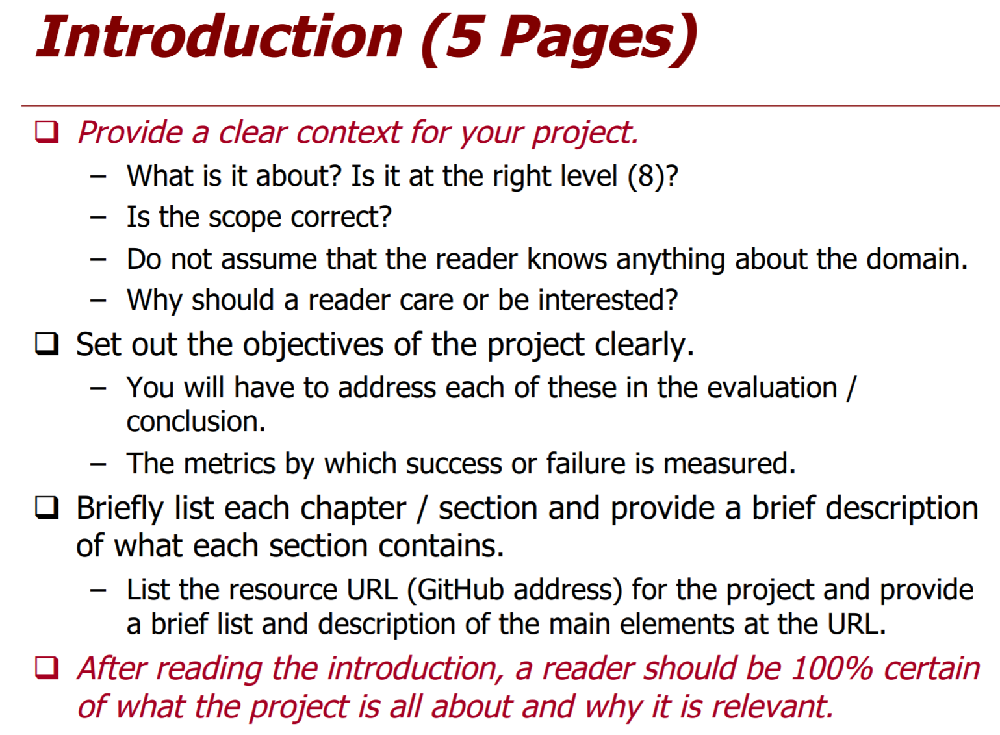 Introduction (5 Pages)
❑ Provide a clear context for your project.
– What is it about? Is it at the right level (8)?
– Is the scope correct?
– Do not assume that the reader knows anything about the domain.
– Why should a reader care or be interested?
❑ Set out the objectives of the project clearly.
– You will have to address each of these in the evaluation /
conclusion.
– The metrics by which success or failure is measured.
❑ Briefly list each chapter / section and provide a brief description
of what each section contains.
– List the resource URL (GitHub address) for the project and provide
a brief list and description of the main elements at the URL.
❑ After reading the introduction, a reader should be 100% certain
of what the project is all about and why it is relevant.